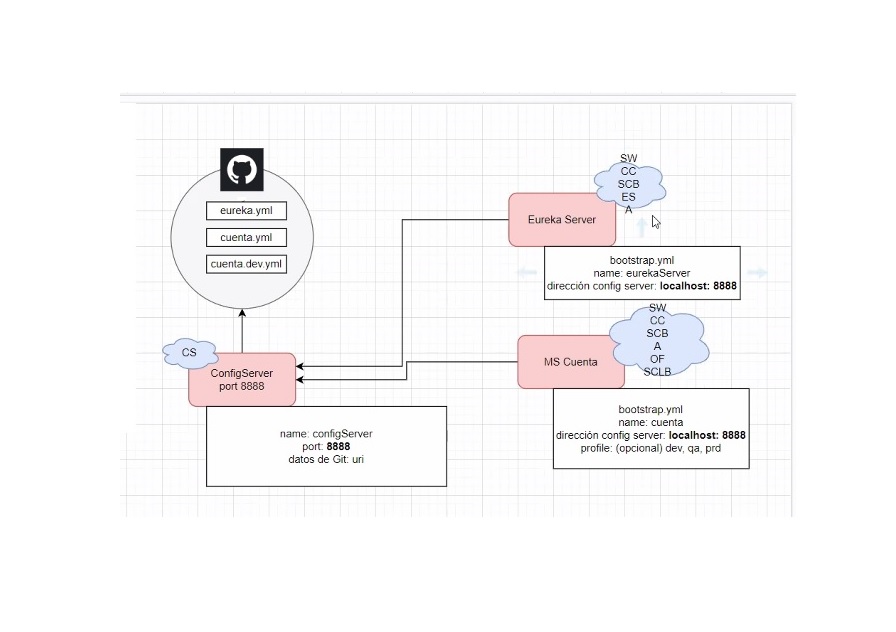 eureka.yml
cuenta.yml
cuenta.dev.yml
CS
ConfigServer
port 8888
name: configServer
port: 8888
datos de Git: uri
SW
CC
SCB
ES
A
Eureka Server
bootstrap.yml
name: eurekaServer
dirección config server: localhost: 8888
SW
CC
SCB
A
OF
SCLB
MS Cuenta
bootstrap.yml
name: cuenta
dirección config server: localhost: 8888
profile: (opcional) dev, qa, prd